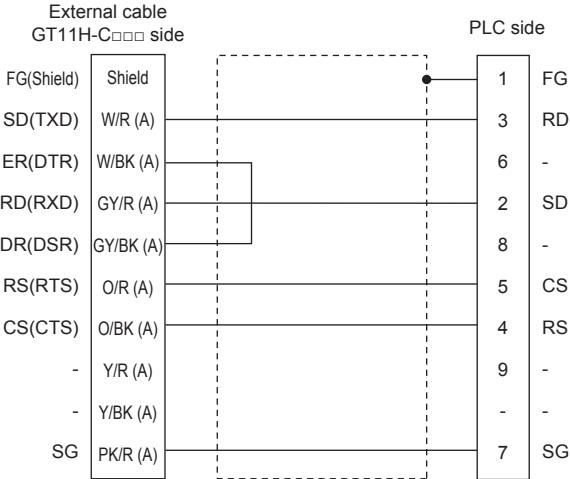 External cable
GT11H-C□□□ side
PLC side
FG(Shield) Shield 1 FG
SD(TXD) W/R (A) 3 RD
ER(DTR) W/BK (A) 6 -
RD(RXD) GY/R (A) 2 SD
DR(DSR) GY/BK (A) 8 -
RS(RTS) O/R (A) 5 CS
CS(CTS) O/BK (A) 4 RS
- Y/R (A) 9 -
- Y/BK (A) - -
SG PK/R (A) 7 SG